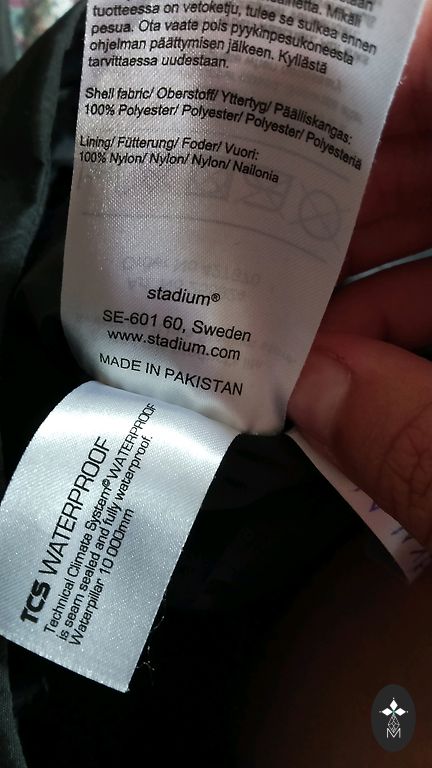 tuotteessa on vetoketju, tulee se sulkea ennen
pesua. Ota vaate pois pyykinpesukoneesta
ohjelman päättymisen jälkeen. Kyllästä
tarvittaessa uudestaan.
Shell fabric/ Oberstoff/ Yttertyg/ Päälliskangas:
100% Polyester/ Polyester/ Polyester/ Polyesteriä
Lining/ Fütterung/ Foder/ Vuori:
100% Nylon/ Nylon/ Nylon/ Nailonia
stadium®
SE-601 60, Sweden
www.stadium.com
MADE IN PAKISTAN
TCS WATERPROOF
Technical Climate System® WATERPROOF
is seam sealed and fully waterproof.
Waterpillar 10 000mm
M